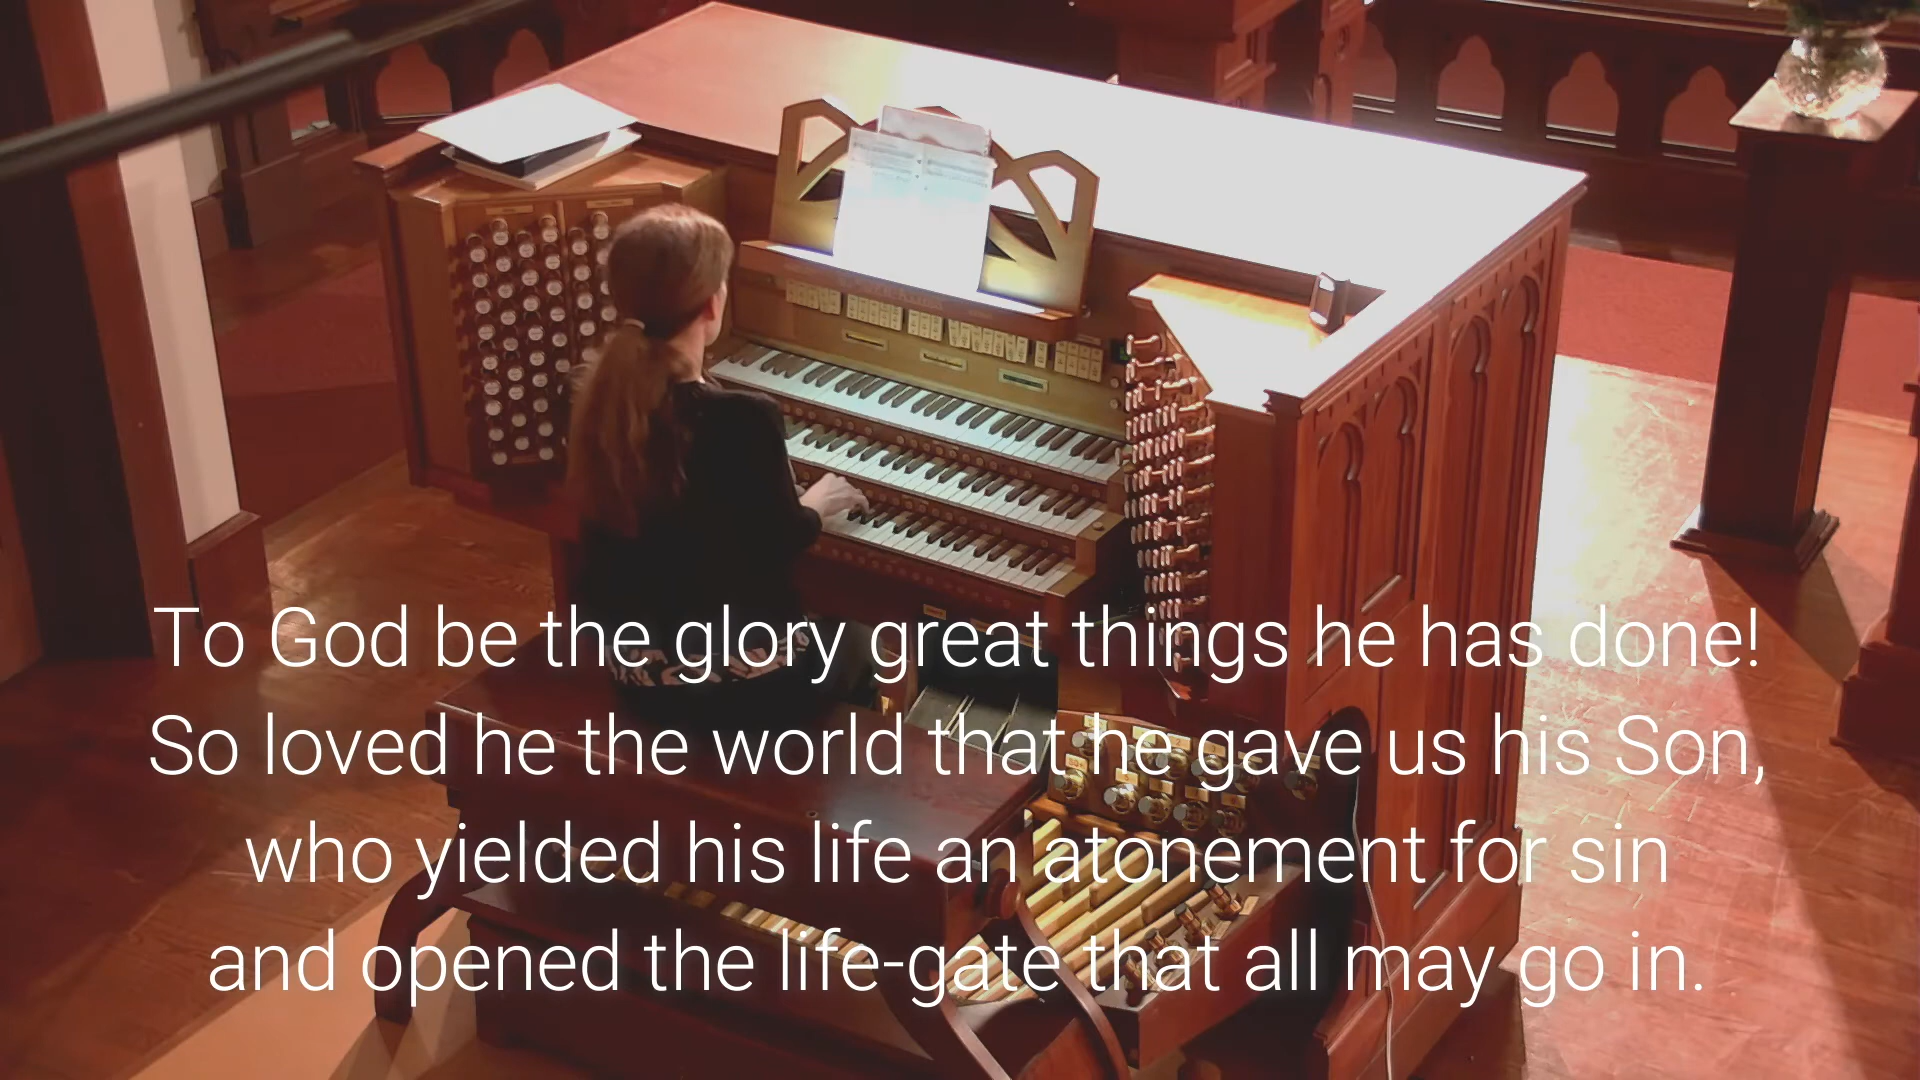 To God be the glory great things he has done!
So loved he the world that he gave us his Son,
who yielded his life an atonement for sin
and opened the life-gate that all may go in.